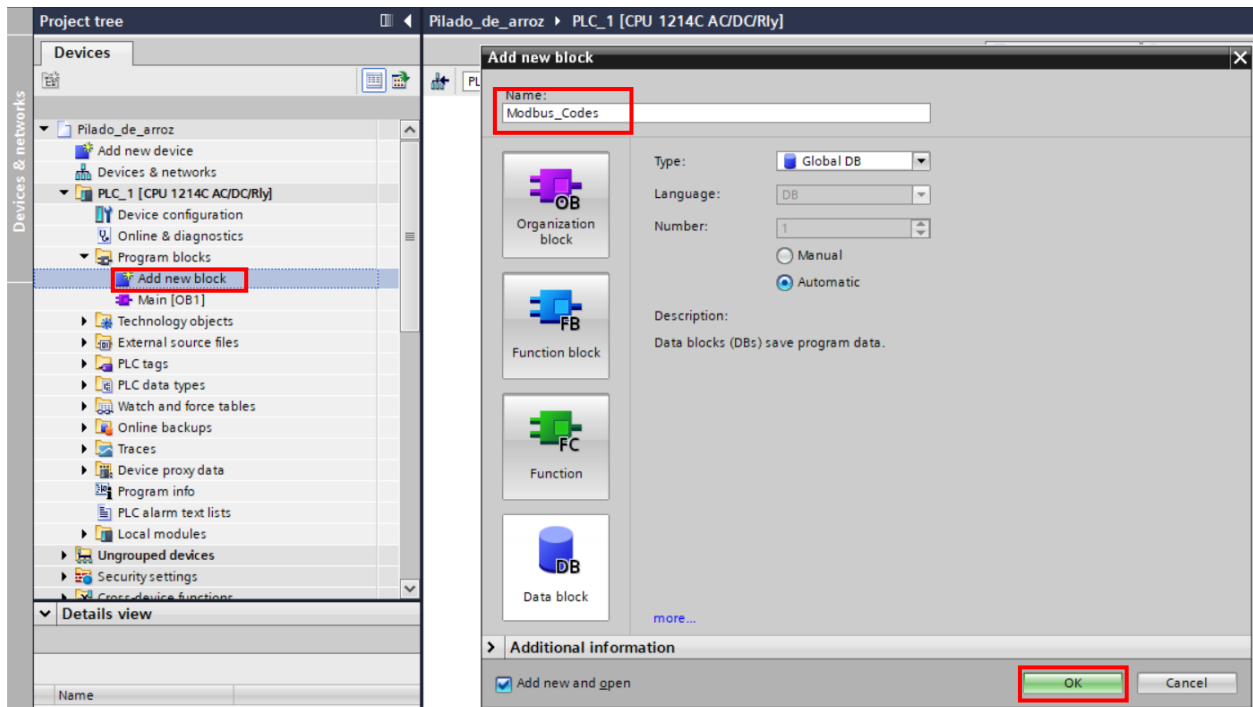 Project tree
Devices
Devices & networks
Pilado_de_arroz
Add new device
Devices & networks
PLC_1 [CPU 1214C AC/DC/Rly]
Device configuration
Online & diagnostics
Program blocks
Add new block
Main [OB1]
Technology objects
External source files
PLC tags
PLC data types
Watch and force tables
Online backups
Traces
Device proxy data
Program info
PLC alarm text lists
Local modules
Ungrouped devices
Security settings
Cross-device functions
Details view
Name
Pilado_de_arroz PLC_1 [CPU 1214C AC/DC/Rly]
PL
Add new block
Name:
Modbus_Codes
OB
Organization
block
FB
Function block
FC
Function
DB
Data block
Type: Global DB
Language: DB
Number: 1
Manual
Automatic
Description:
Data blocks (DBs) save program data.
more...
Additional information
Add new and open
OK Cancel